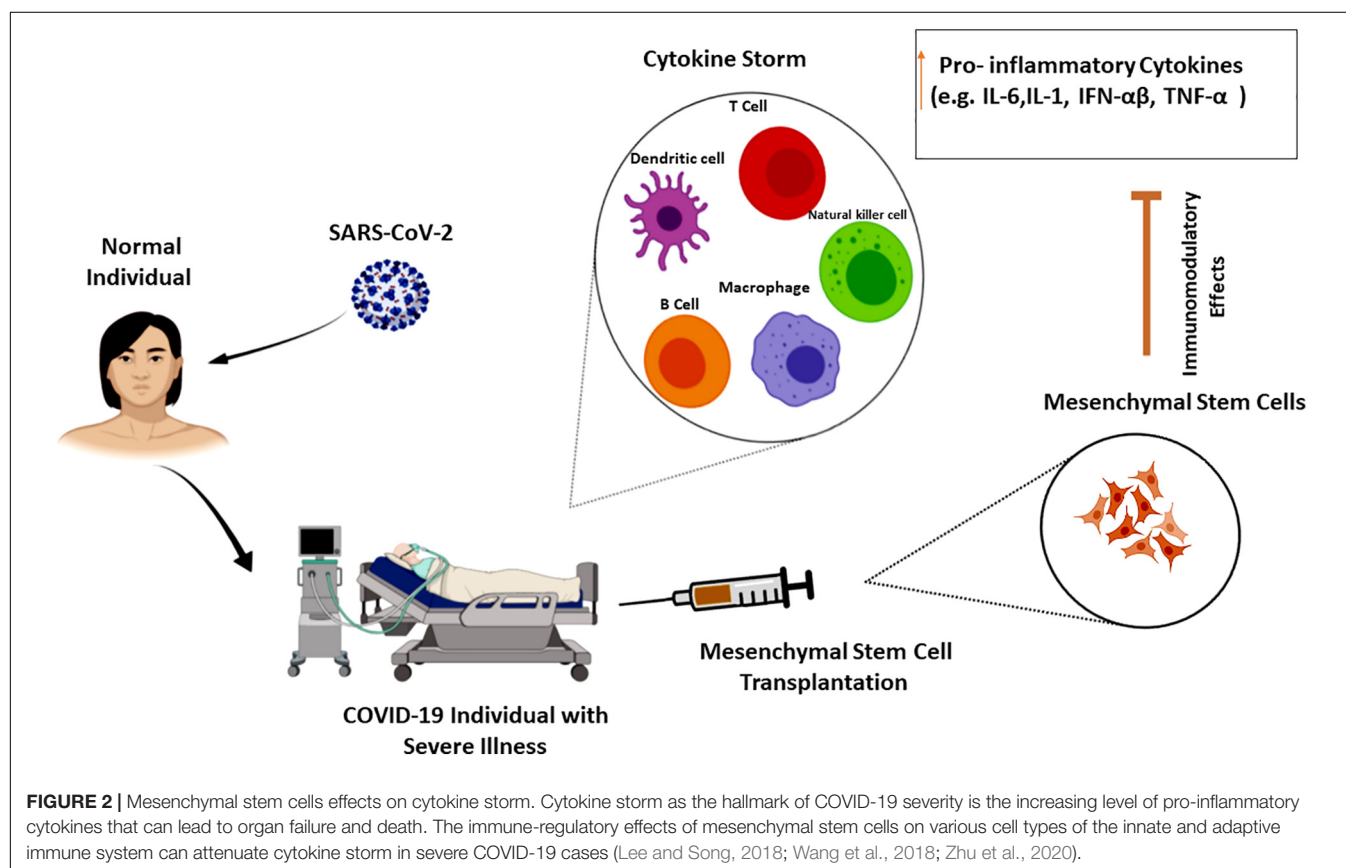 Cytokine Storm
Pro- inflammatory Cytokines
(e.g. IL-6,IL-1, IFN-αβ, TNF-α )
T Cell
Dendritic cell
Natural killer cell
Macrophage
B Cell
SARS-CoV-2
Normal
Individual
Immunomodulatory
Effects
Mesenchymal Stem Cells
Mesenchymal Stem Cell
Transplantation
COVID-19 Individual with
Severe Illness
FIGURE 2 | Mesenchymal stem cells effects on cytokine storm. Cytokine storm as the hallmark of COVID-19 severity is the increasing level of pro-inflammatory
cytokines that can lead to organ failure and death. The immune-regulatory effects of mesenchymal stem cells on various cell types of the innate and adaptive
immune system can attenuate cytokine storm in severe COVID-19 cases (Lee and Song, 2018; Wang et al., 2018; Zhu et al., 2020).